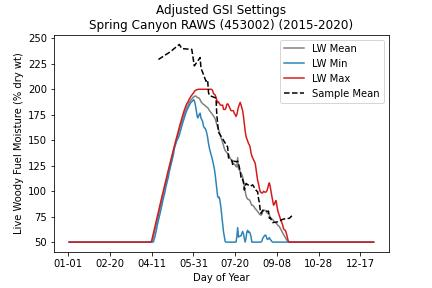 Adjusted GSI Settings
Spring Canyon RAWS (453002) (2015-2020)
Live Woody Fuel Moisture (% dry wt)
250
225
200
175
150
125
100
75
50
LW Mean
LW Min
LW Max
Sample Mean
01-01 02-20 04-11 05-31 07-20 09-08 10-28 12-17
Day of Year